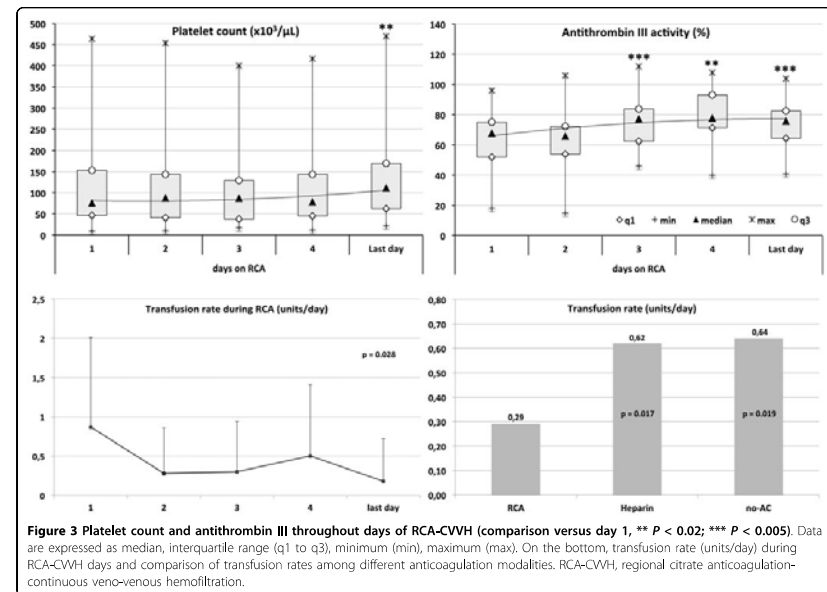 Platelet count (x10³/µL)
**
500
450
400
350
300
250
200
150
100
50
0
1 2 3 4 Last day
days on RCA
Antithrombin III activity (%)
*** ** ***
140
120
100
80
60
40
20
0
q1 min median max q3
1 2 3 4 Last day
days on RCA
Transfusion rate during RCA (units/day)
p = 0.028
2,5
2
1,5
1
0,5
0
1 2 3 4 last day
Transfusion rate (units/day)
0,80
0,70
0,60
0,50
0,40
0,30
0,20
0,10
0,00
0,29 0,62 0,64
p = 0.017 p = 0.019
RCA Heparin no-AC
Figure 3 Platelet count and antithrombin III throughout days of RCA-CVVH (comparison versus day 1, ** P < 0.02; *** P < 0.005). Data
are expressed as median, interquartile range (q1 to q3), minimum (min), maximum (max). On the bottom, transfusion rate (units/day) during
RCA-CVVH days and comparison of transfusion rates among different anticoagulation modalities. RCA-CVVH, regional citrate anticoagulation-
continuous veno-venous hemofiltration.